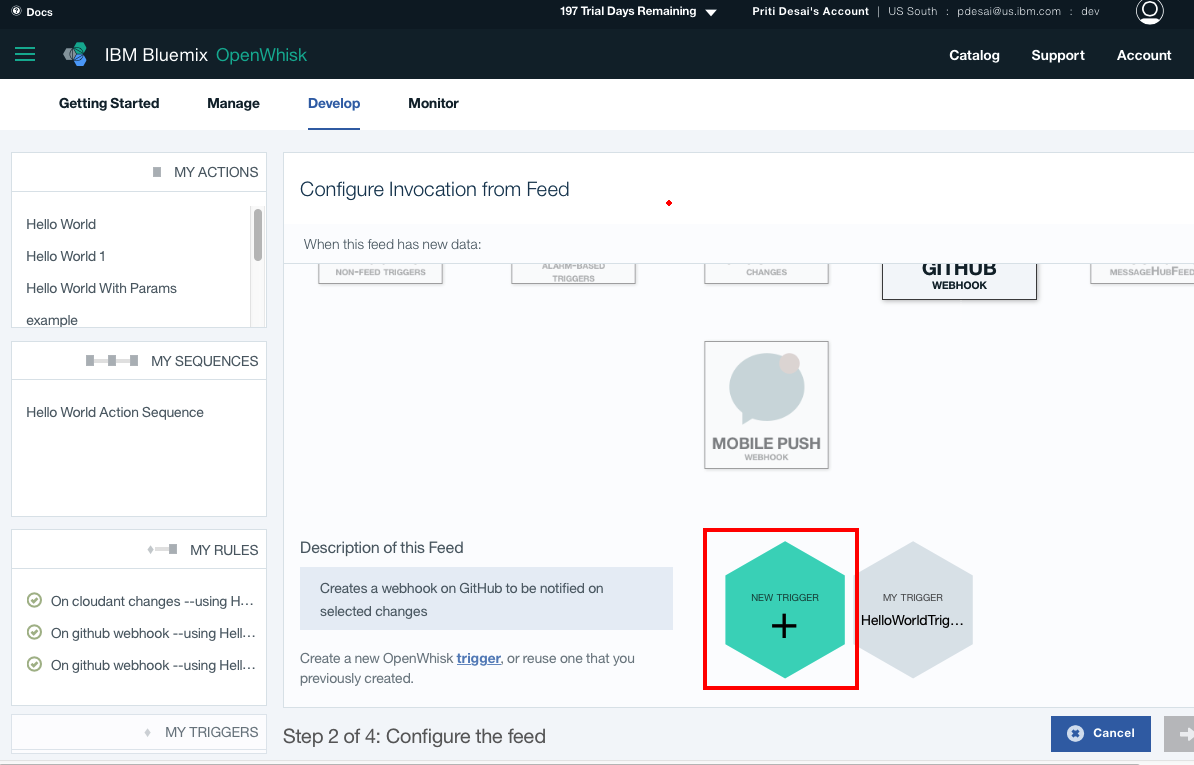 Docs
197 Trial Days Remaining
Priti Desai's Account | US South : pdesai@us.ibm.com : dev
IBM Bluemix OpenWhisk
Catalog
Support
Account
Getting Started
Manage
Develop
Monitor
MY ACTIONS
Hello World
Hello World 1
Hello World With Params
example
MY SEQUENCES
Hello World Action Sequence
MY RULES
On cloudant changes --using H...
On github webhook --using Hell...
On github webhook --using Hell...
MY TRIGGERS
Configure Invocation from Feed
When this feed has new data:
NON-FEED TRIGGERS
ALARM-BASED
TRIGGERS
CHANGES
GITHUB
WEBHOOK
MESSAGEHUBFEED
MOBILE PUSH
WEBHOOK
Description of this Feed
Creates a webhook on GitHub to be notified on
selected changes
Create a new OpenWhisk trigger, or reuse one that you
previously created.
NEW TRIGGER
+
MY TRIGGER
HelloWorldTrig...
Step 2 of 4: Configure the feed
Cancel